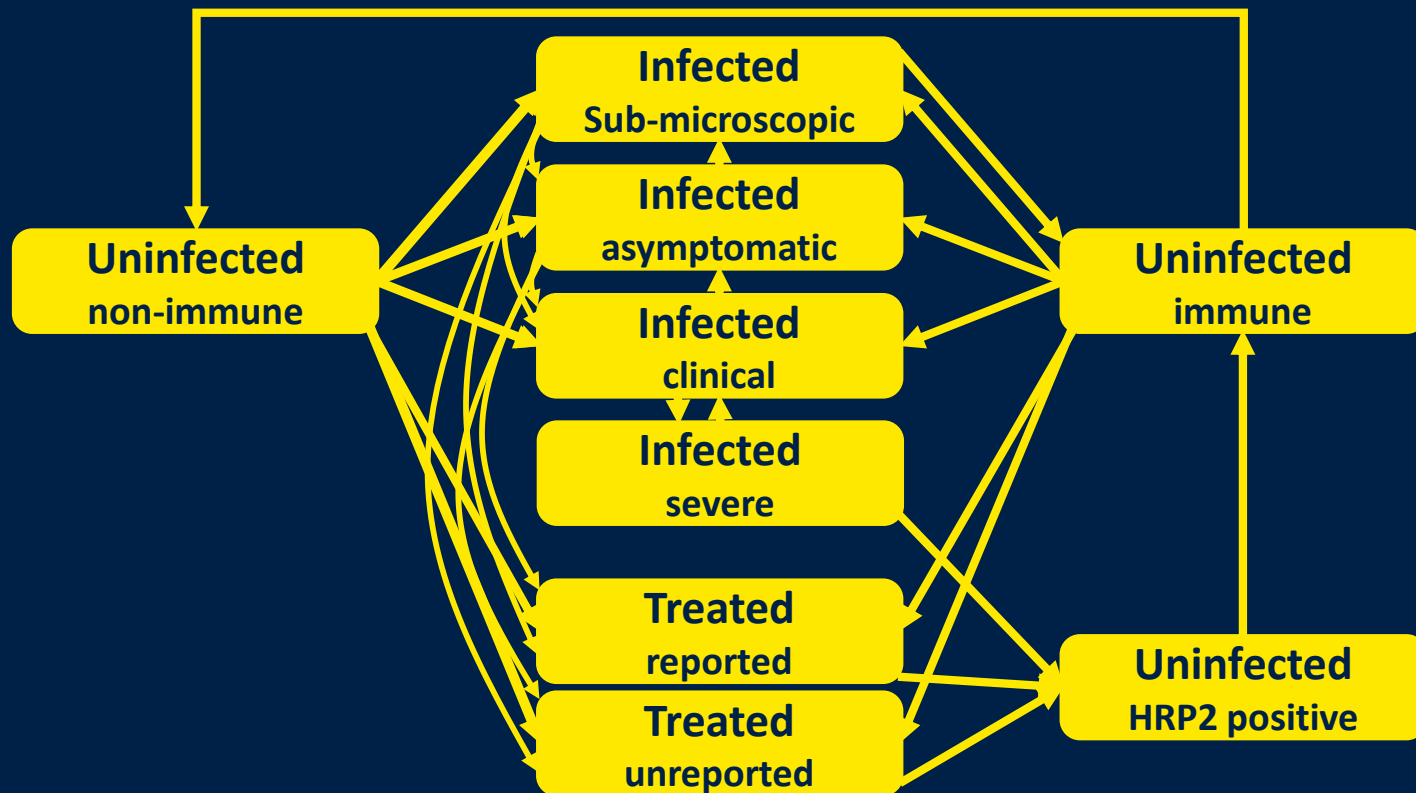 Infected
Sub-microscopic
Infected
asymptomatic
Uninfected
non-immune
Uninfected
immune
Infected
clinical
Infected
severe
Treated
reported
Uninfected
HRP2 positive
Treated
unreported